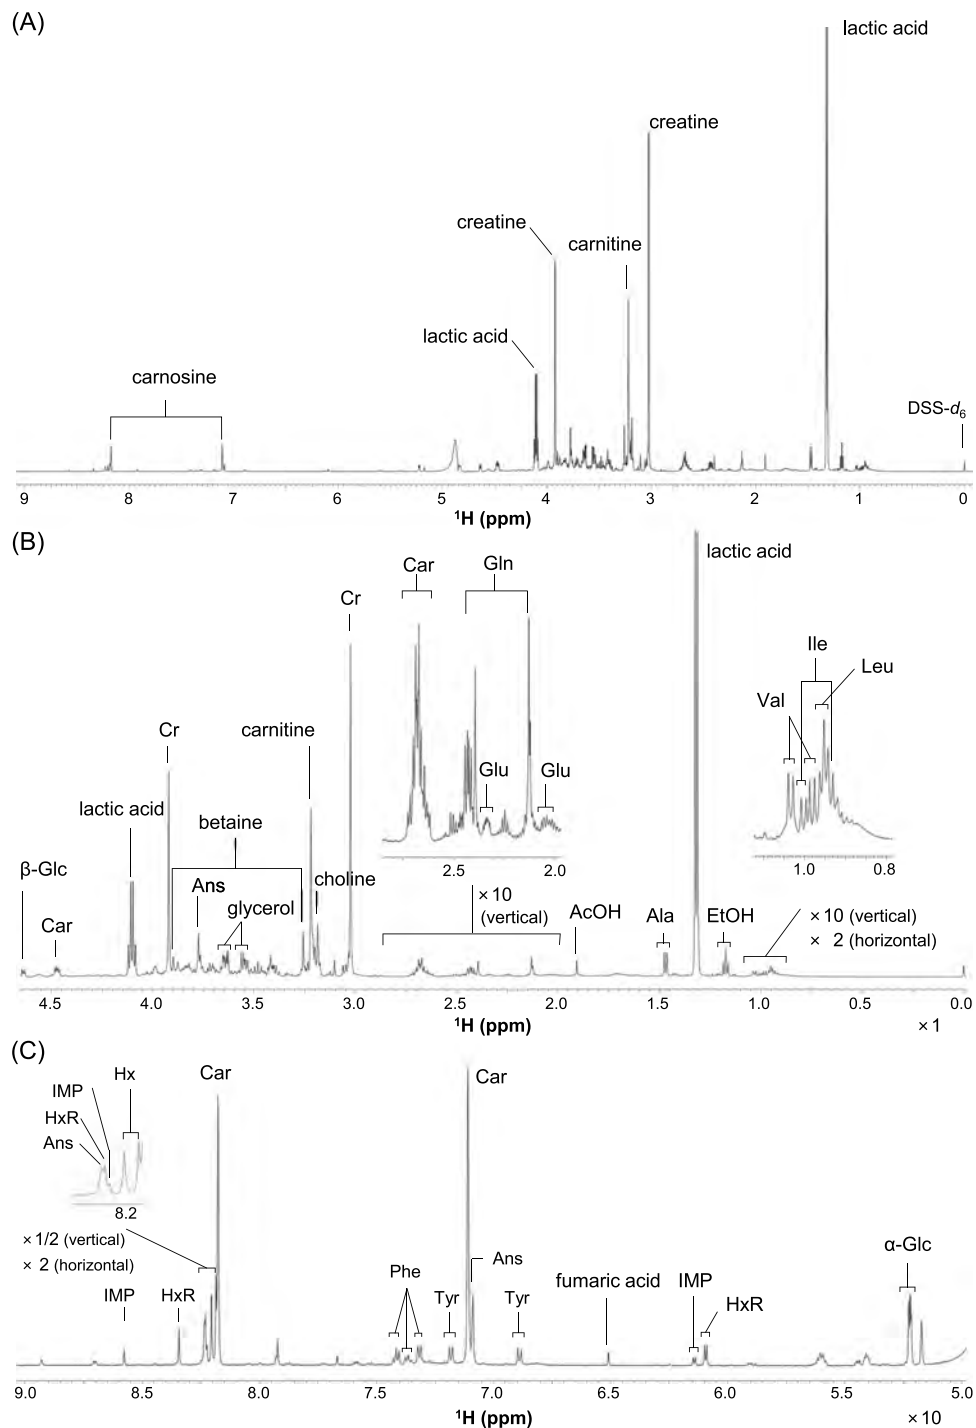 (A)
lactic acid
creatine
creatine
carnitine
lactic acid
carnosine
DSS-d6
9 8 7 6 5 4 3 2 1 0
1H (ppm)
(B)
lactic acid
Car
Gln
Cr
Ile
Leu
Val
Cr
carnitine
Glu
Glu
lactic acid
betaine
2.5 2.0
1.0 0.8
β-Glc
Ans
choline
× 10
(vertical)
glycerol
AcOH
Ala
EtOH
× 10 (vertical)
× 2 (horizontal)
Car
4.5 4.0 3.5 3.0 2.5 2.0 1.5 1.0 0.5 0.0
1H (ppm)
× 1
(C)
Hx
Car
Car
IMP
HxR
Ans
8.2
× 1/2 (vertical)
× 2 (horizontal)
Ans
α-Glc
Phe
fumaric acid
IMP
IMP
HxR
Tyr
Tyr
HxR
9.0 8.5 8.0 7.5 7.0 6.5 6.0 5.5 5.0
1H (ppm)
× 10